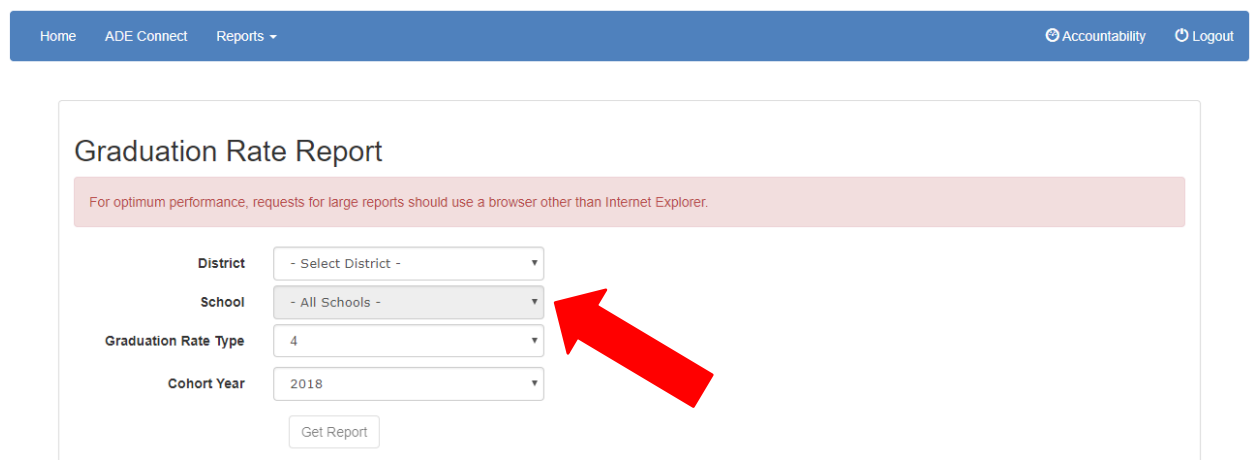 Home ADE Connect Reports Accountability Logout
Graduation Rate Report
For optimum performance, requests for large reports should use a browser other than Internet Explorer.
District - Select District -
School - All Schools -
Graduation Rate Type 4
Cohort Year 2018
Get Report